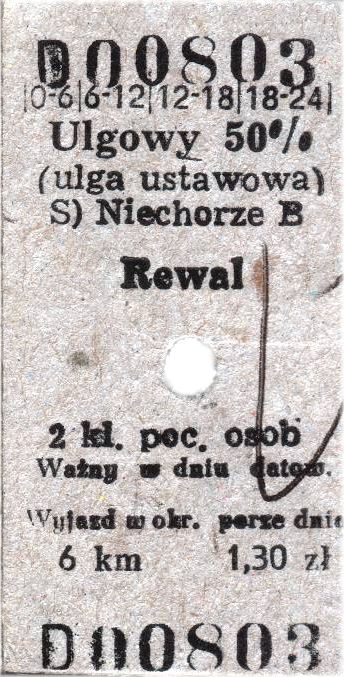 D00803
|0-6|6-12|12-18|18-24|
Ulgowy 50%
(ulga ustawowa)
S) Niechorze B
Rewal
2 kl. poc. osob
Ważny w dniu datow.
Wyjazd w okr. porze dnia
6 km 1,30 zł
D00803